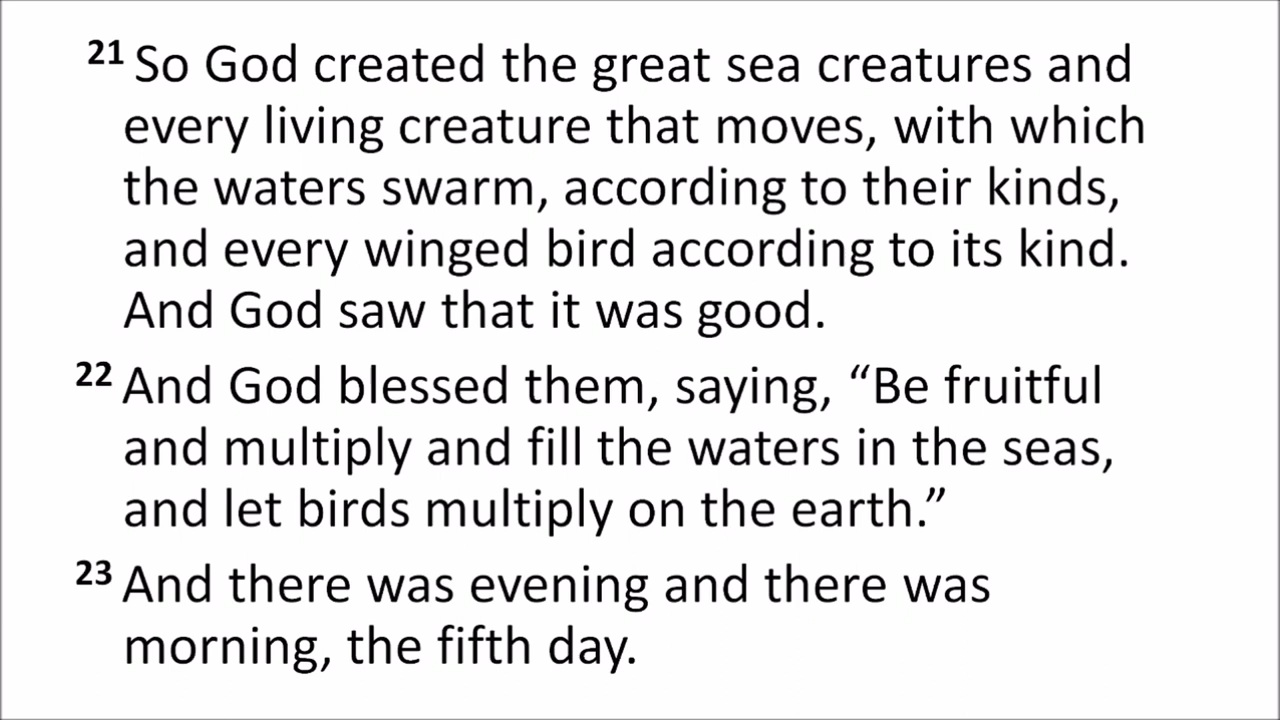 21 So God created the great sea creatures and
every living creature that moves, with which
the waters swarm, according to their kinds,
and every winged bird according to its kind.
And God saw that it was good.
22 And God blessed them, saying, “Be fruitful
and multiply and fill the waters in the seas,
and let birds multiply on the earth.”
23 And there was evening and there was
morning, the fifth day.